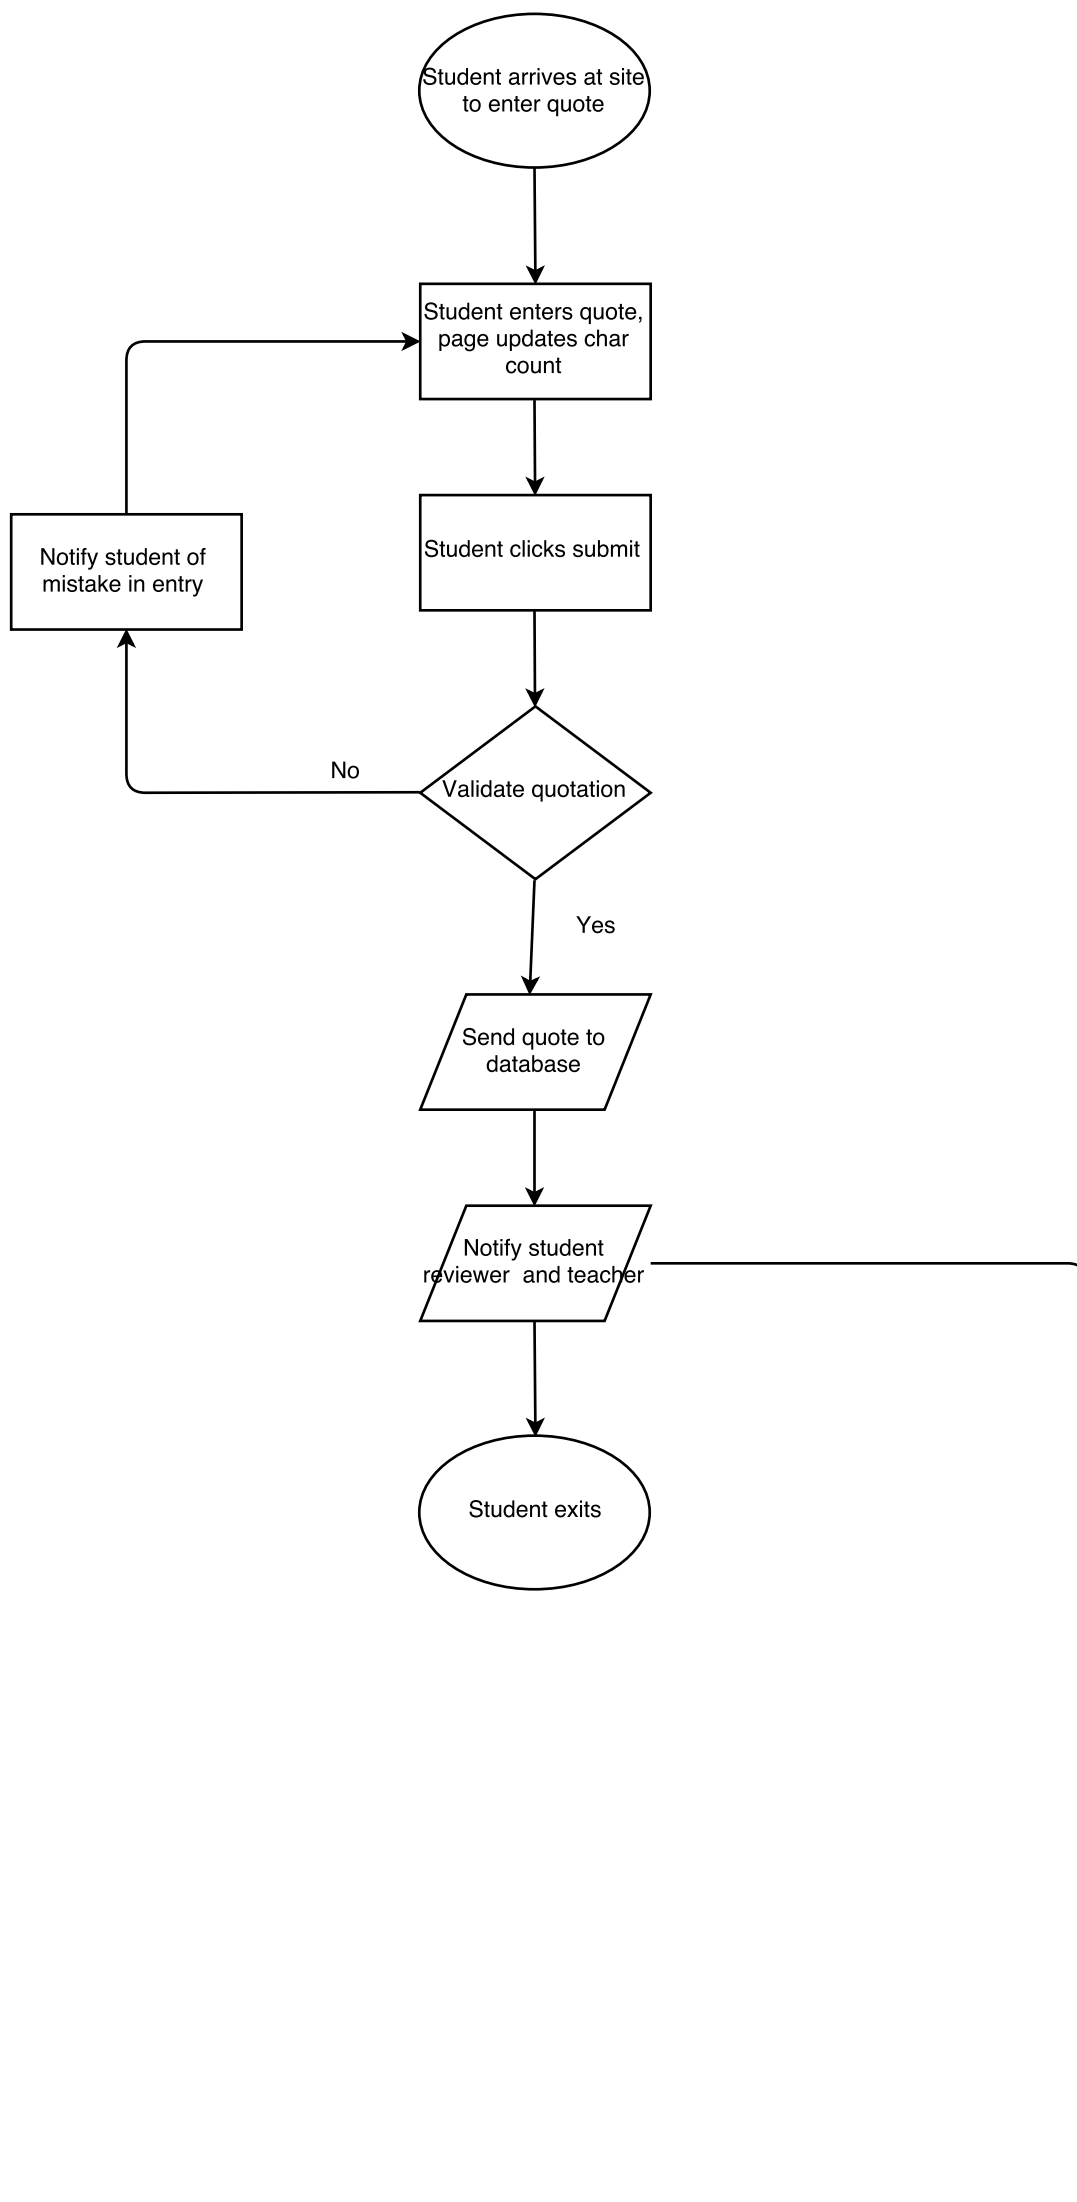 Student arrives at site
to enter quote
Student enters quote,
page updates char
count
Notify student of
mistake in entry
Student clicks submit
No
Validate quotation
Yes
Send quote to
database
Notify student
reviewer  and teacher
Student exits